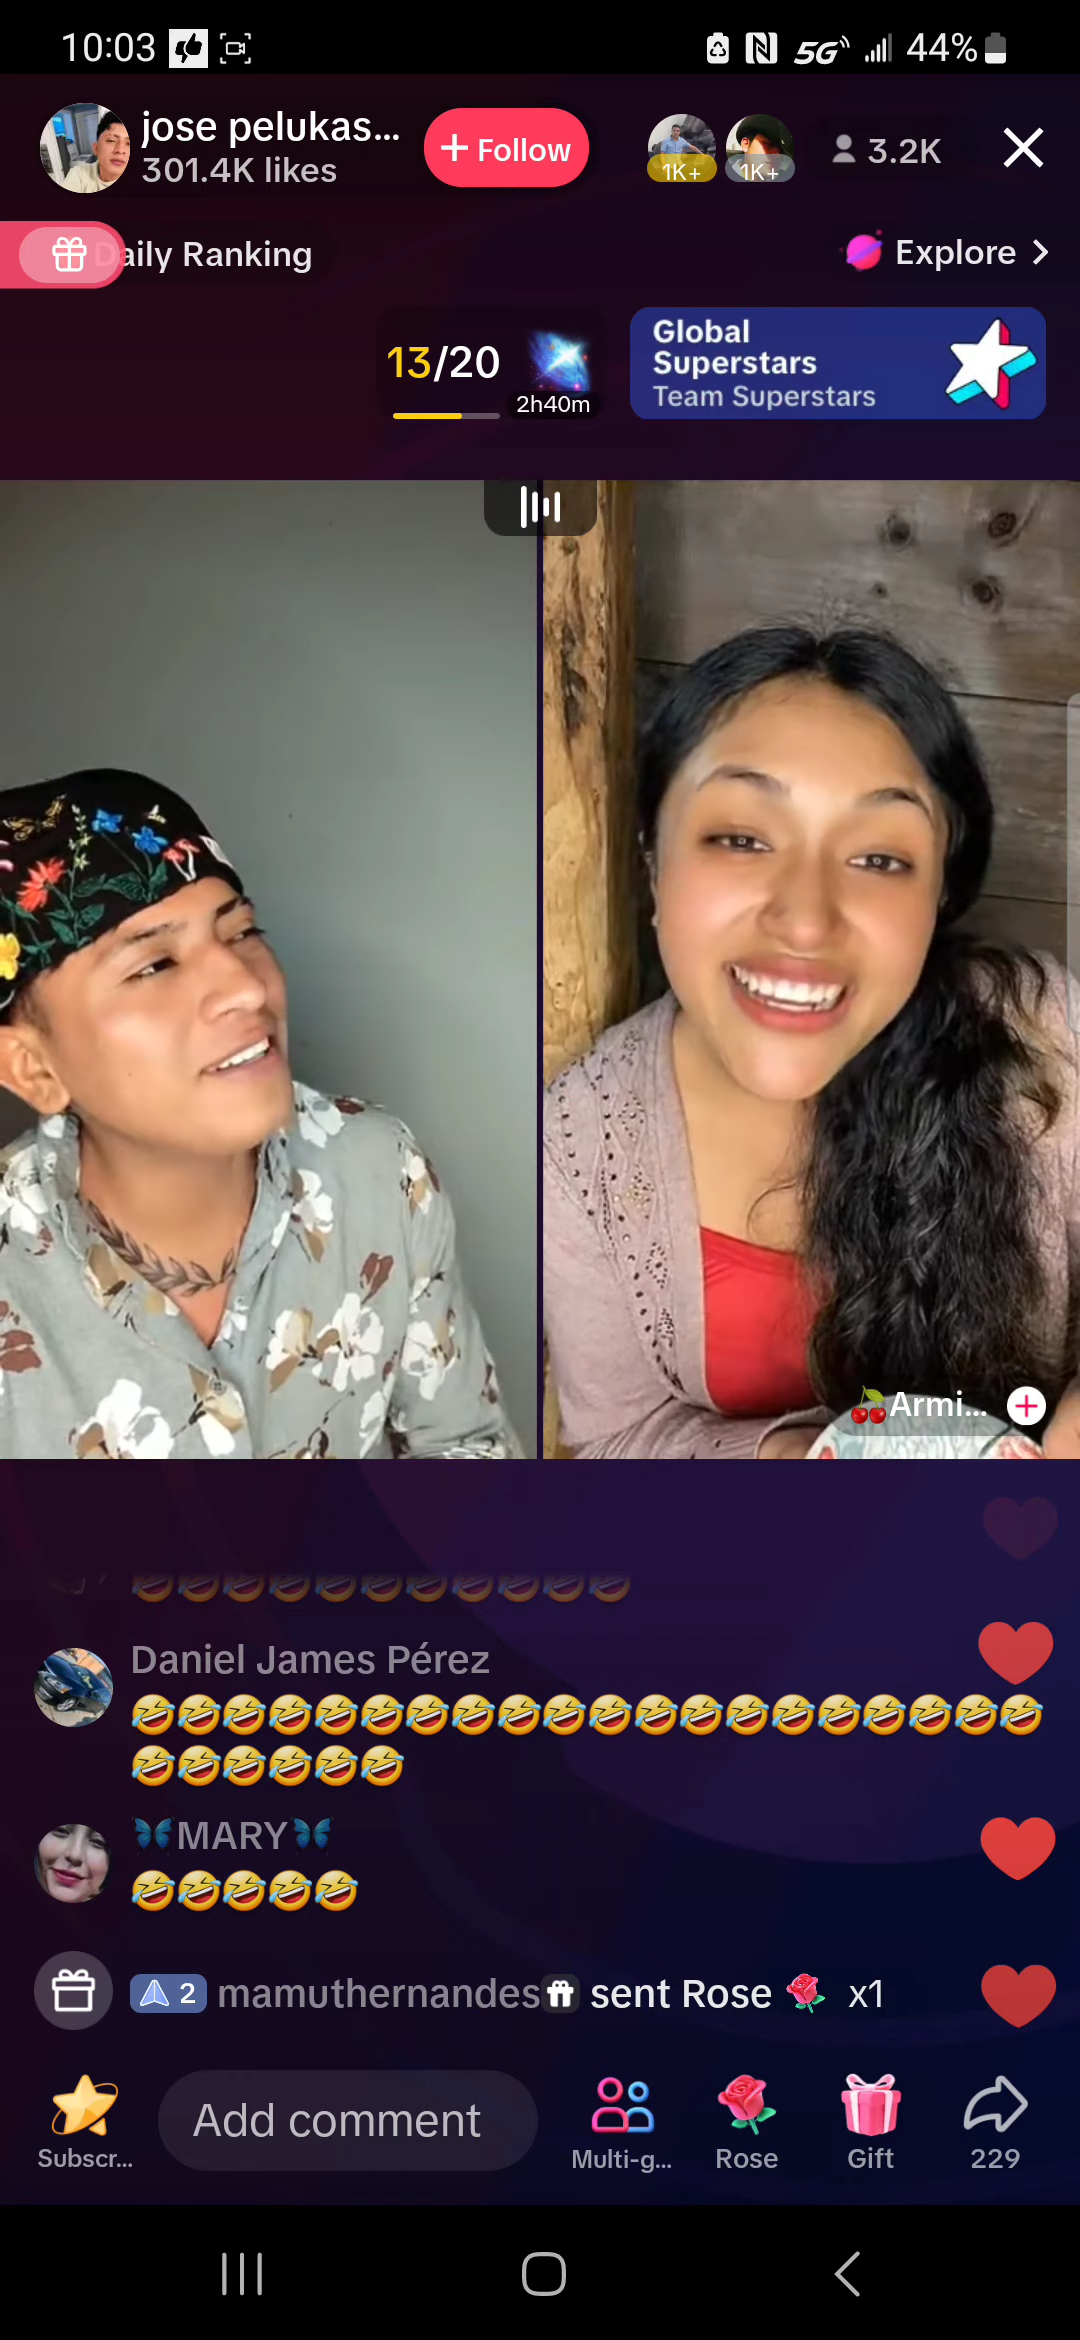 10:03
5G
44%
jose pelukas...
301.4K likes
+ Follow
1K+
1K+
3.2K
Daily Ranking
Explore >
13/20
2h40m
Global
Superstars
Team Superstars
🍒Armi...
🤣🤣🤣🤣🤣🤣🤣🤣🤣🤣🤣
Daniel James Pérez
🤣🤣🤣🤣🤣🤣🤣🤣🤣🤣🤣🤣🤣🤣🤣🤣🤣🤣🤣🤣
🤣🤣🤣🤣🤣🤣
🦋MARY🦋
🤣🤣🤣🤣🤣
2 mamuthernandes sent Rose 🌹 x1
Subscr...
Add comment
Multi-g...
Rose
Gift
229